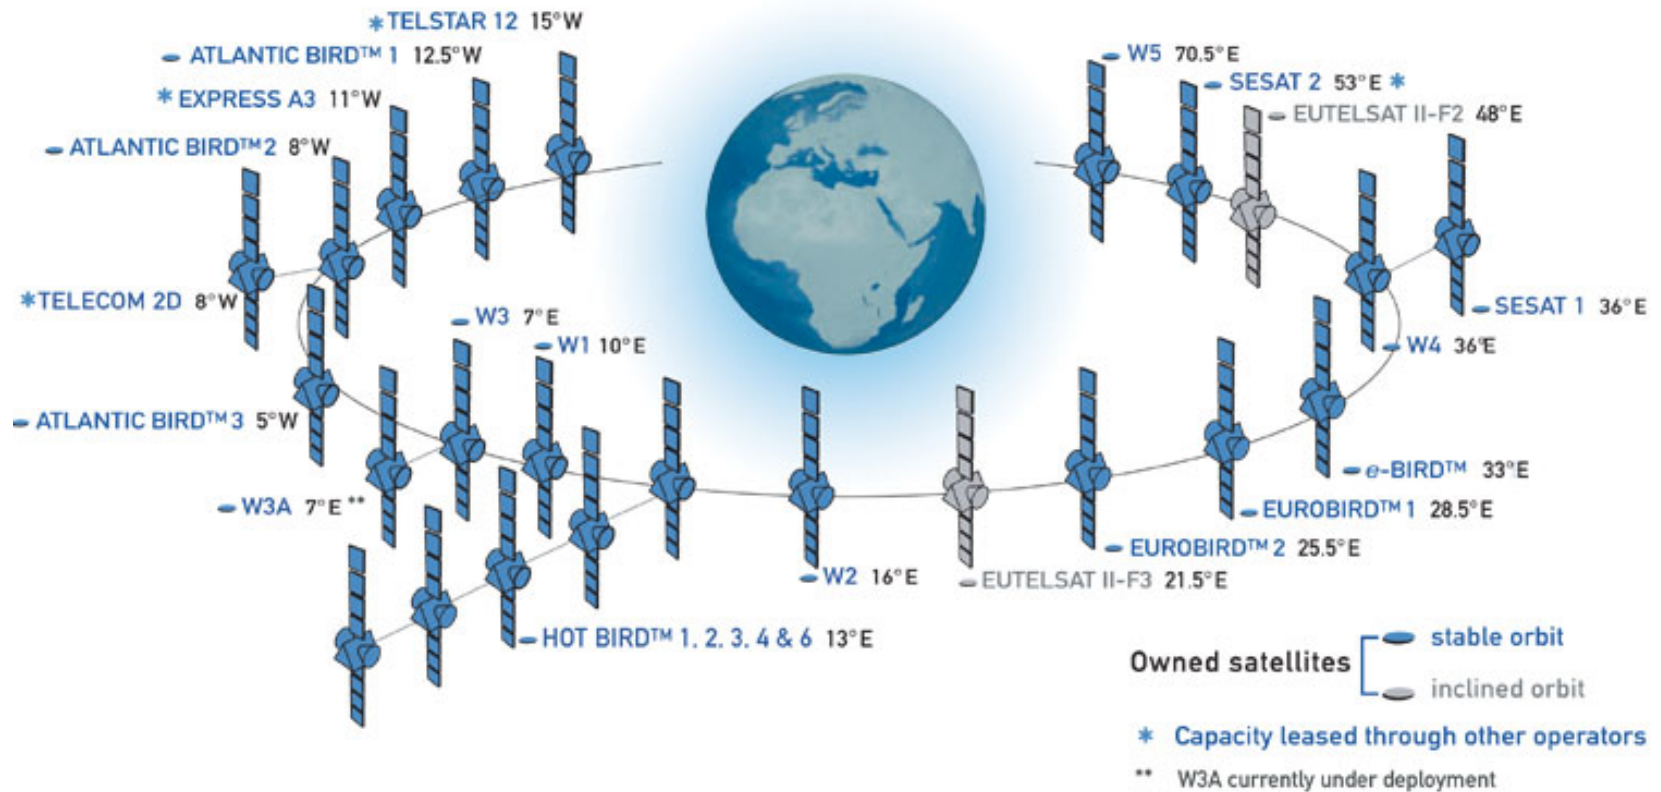 *TELSTAR 12 15°W
ATLANTIC BIRD™ 1 12.5°W
*EXPRESS A3 11°W
ATLANTIC BIRD™2 8°W
*TELECOM 2D 8°W
ATLANTIC BIRD™3 5°W
W3 7°E
W1 10°E
W3A 7°E **
HOT BIRD™ 1, 2, 3, 4 & 6 13°E
W2 16°E
EUTELSAT II-F3 21.5°E
EUROBIRD™ 2 25.5°E
EUROBIRD™ 1 28.5°E
e-BIRD™ 33°E
W4 36°E
SESAT 1 36°E
EUTELSAT II-F2 48°E
SESAT 2 53°E *
W5 70.5°E
Owned satellites
stable orbit
inclined orbit
* Capacity leased through other operators
** W3A currently under deployment